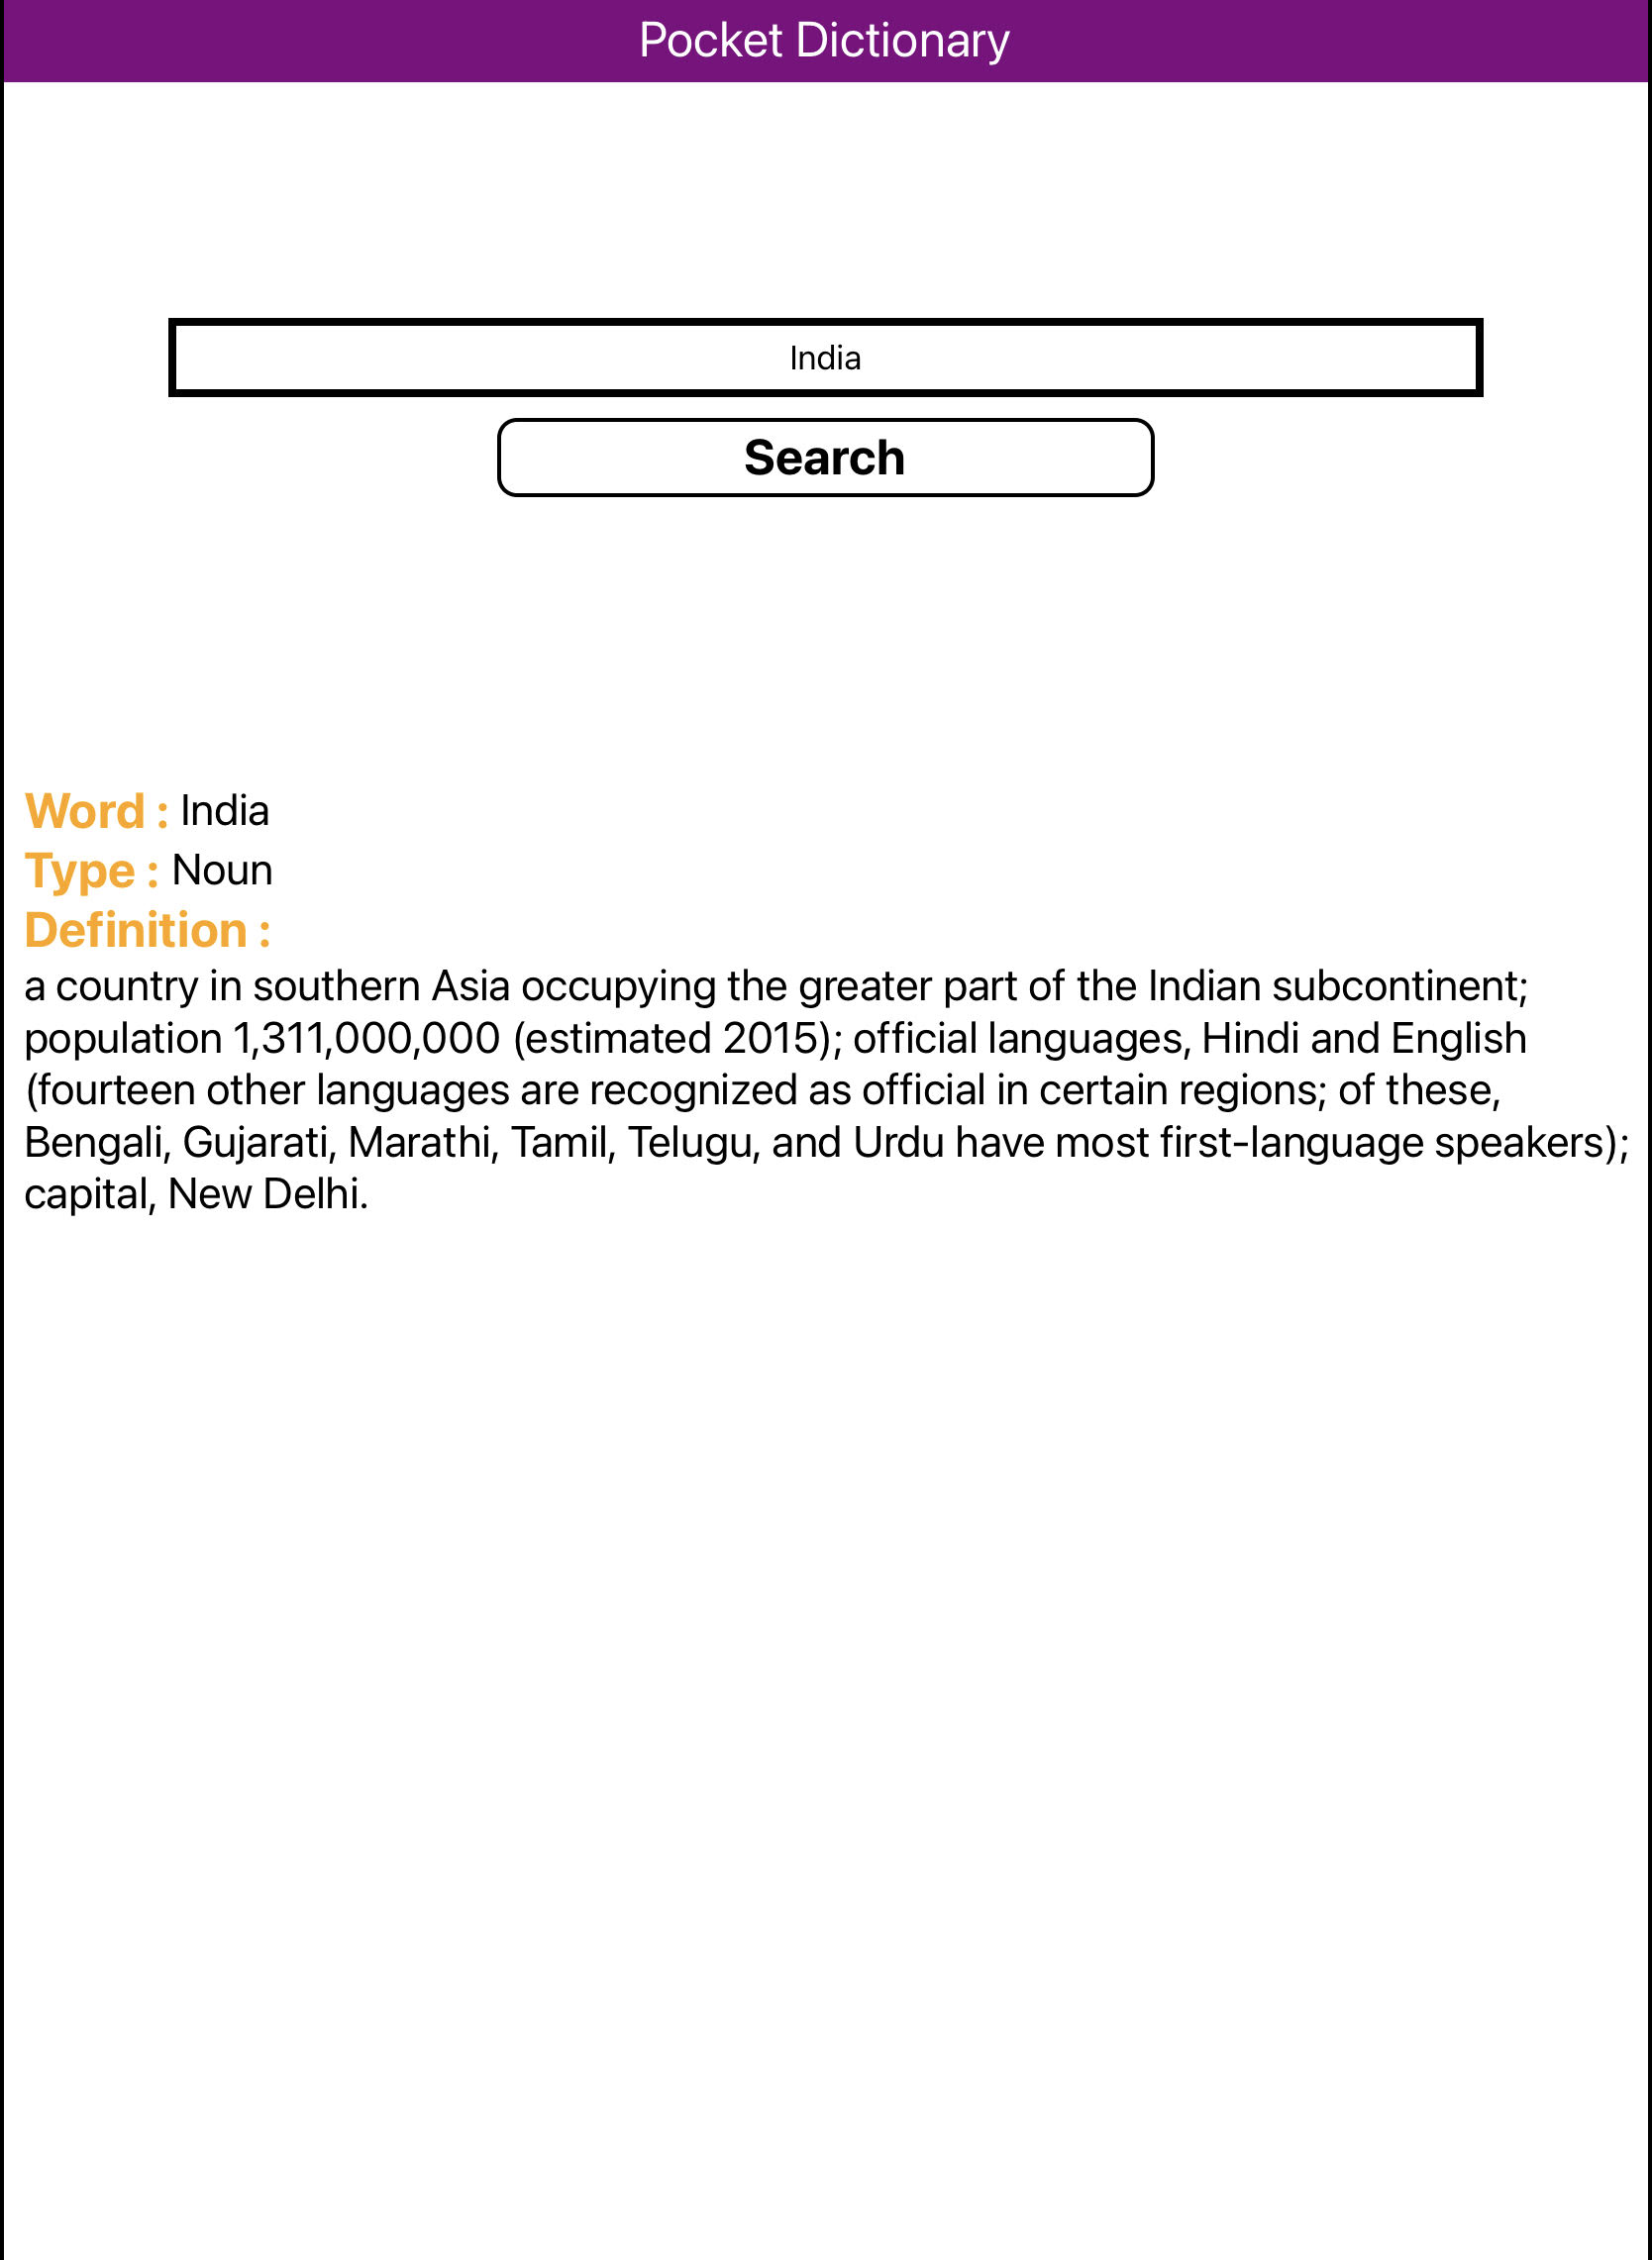 Pocket Dictionary
India
Search
Word : India
Type : Noun
Definition :
a country in southern Asia occupying the greater part of the Indian subcontinent;
population 1,311,000,000 (estimated 2015); official languages, Hindi and English
(fourteen other languages are recognized as official in certain regions; of these,
Bengali, Gujarati, Marathi, Tamil, Telugu, and Urdu have most first-language speakers);
capital, New Delhi.